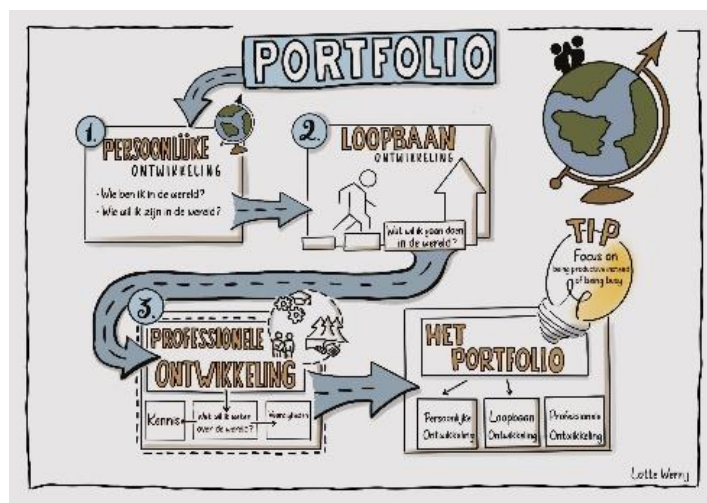 PORTFOLIO
1.
PERSOONLIJKE
ONTWIKKELING
- Wie ben ik in de wereld?
- Wie wil ik zijn in de wereld?
2.
LOOPBAAN
ONTWIKKELING
Wat wil ik gaan doen
in de wereld?
TIP
Focus on
being productive instead
of being busy
3.
PROFESSIONELE
ONTWIKKELING
Kennis
Wat wil ik weten
over de wereld?
HET
PORTFOLIO
Persoonlijke
Ontwikkeling
Loopbaan
Ontwikkeling
Professionele
Ontwikkeling
Lotte